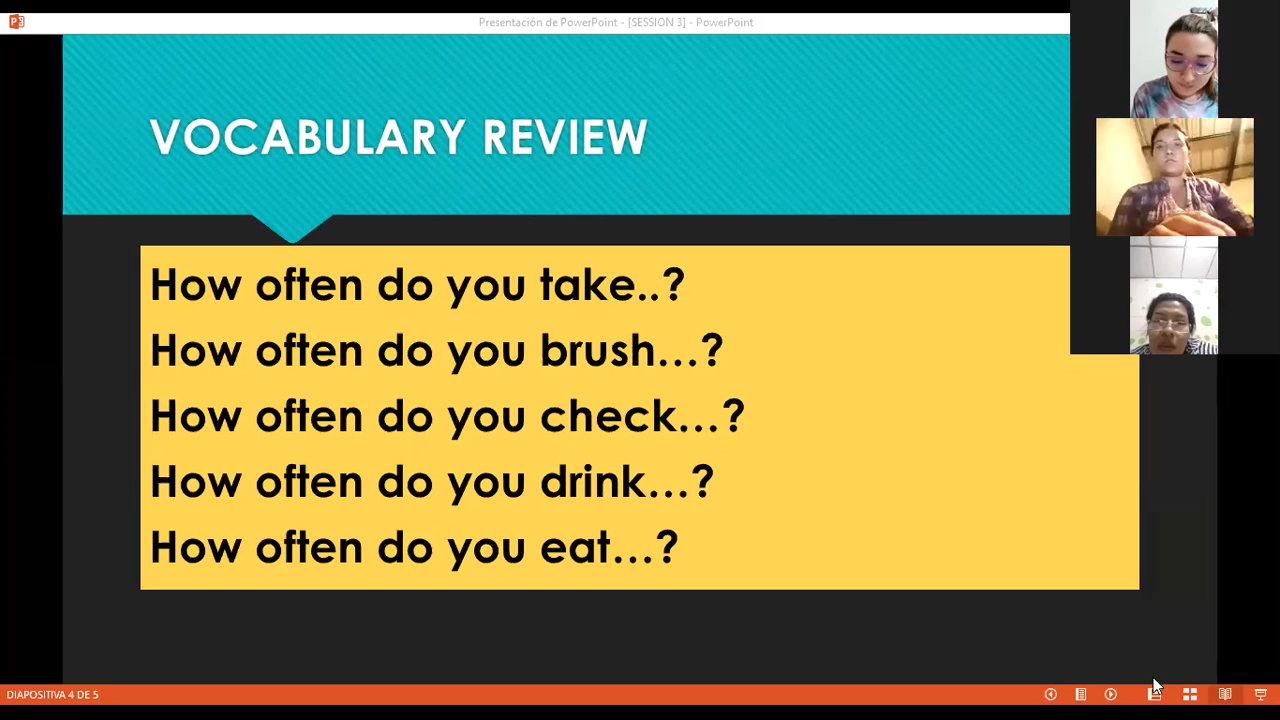 Presentación de PowerPoint - [SESSION 3] - PowerPoint
VOCABULARY REVIEW
How often do you take..?
How often do you brush...?
How often do you check...?
How often do you drink...?
How often do you eat...?
DIAPOSITIVA 4 DE 5